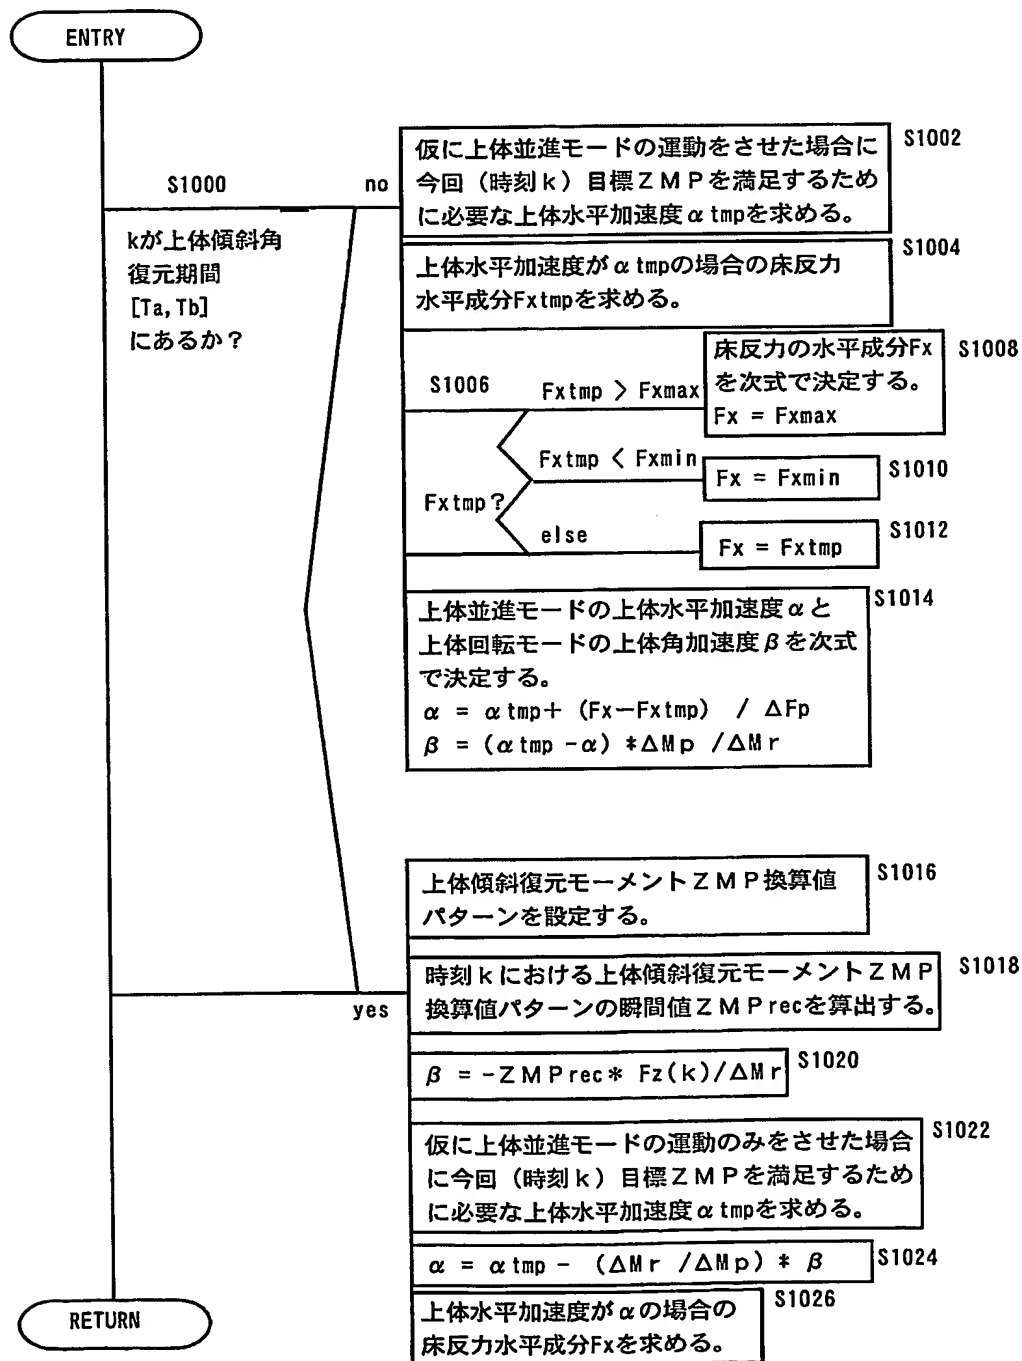 ENTRY
S1000
no
kが上体傾斜角
復元期間
[Ta,Tb]
にあるか？
仮に上体並進モードの運動をさせた場合に
今回（時刻k）目標ZMPを満足するため
に必要な上体水平加速度αtmpを求める。
S1002
上体水平加速度がαtmpの場合の床反力
水平成分Fxtmpを求める。
S1004
S1006
Fxtmp？
Fxtmp > Fxmax
床反力の水平成分Fx
を次式で決定する。
Fx = Fxmax
S1008
Fxtmp < Fxmin
Fx = Fxmin
S1010
else
Fx = Fxtmp
S1012
上体並進モードの上体水平加速度αと
上体回転モードの上体角加速度βを次式
で決定する。
α = αtmp+ (Fx−Fxtmp) / ΔFp
β = (αtmp -α) *ΔMp /ΔMr
S1014
yes
上体傾斜復元モーメントZMP換算値
パターンを設定する。
S1016
時刻kにおける上体傾斜復元モーメントZMP
換算値パターンの瞬間値ZMPrecを算出する。
S1018
β = -ZMPrec* Fz(k)/ΔMr
S1020
仮に上体並進モードの運動のみをさせた場合
に今回（時刻k）目標ZMPを満足するため
に必要な上体水平加速度αtmpを求める。
S1022
α = αtmp - (ΔMr /ΔMp) * β
S1024
上体水平加速度がαの場合の
床反力水平成分Fxを求める。
S1026
RETURN